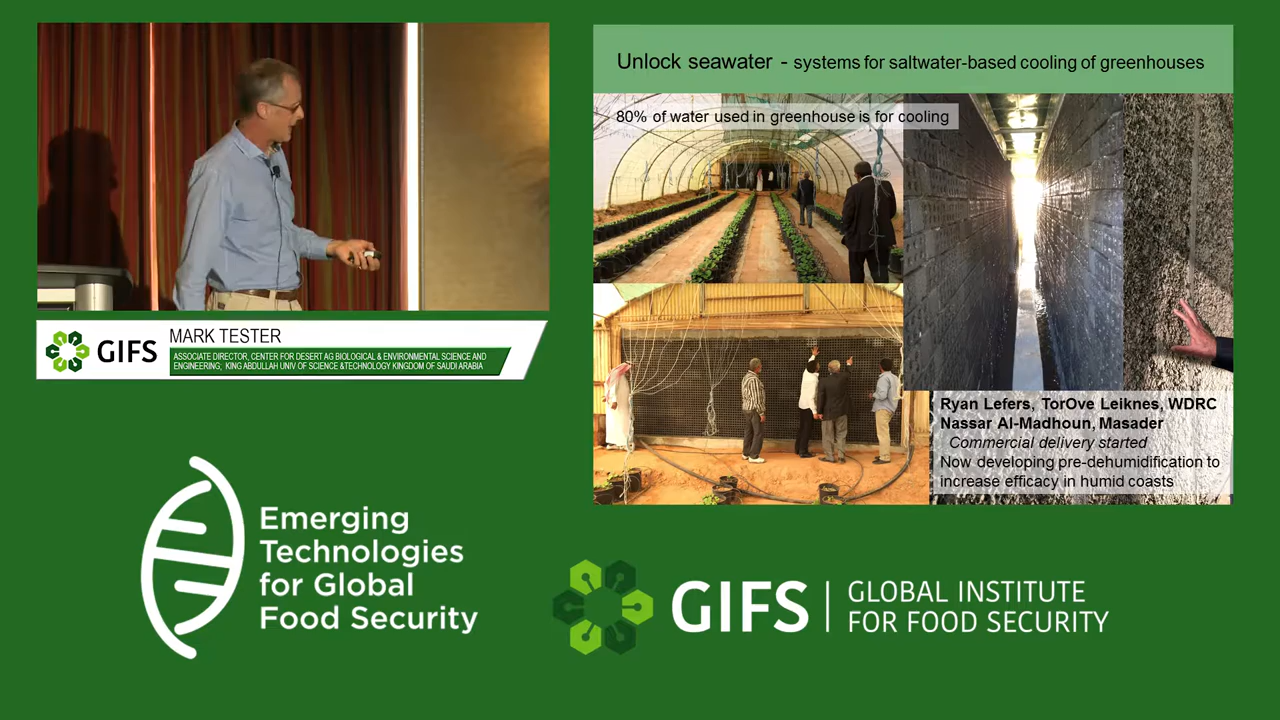 Unlock seawater - systems for saltwater-based cooling of greenhouses
80% of water used in greenhouse is for cooling
Ryan Lefers, TorOve Leiknes, WDRC
Nassar Al-Madhoun, Masader
Commercial delivery started
Now developing pre-dehumidification to
increase efficacy in humid coasts
GIFS
MARK TESTER
ASSOCIATE DIRECTOR, CENTER FOR DESERT AG BIOLOGICAL & ENVIRONMENTAL SCIENCE AND
ENGINEERING; KING ABDULLAH UNIV OF SCIENCE &TECHNOLOGY KINGDOM OF SAUDI ARABIA
Emerging
Technologies
for Global
Food Security
GIFS
GLOBAL INSTITUTE
FOR FOOD SECURITY